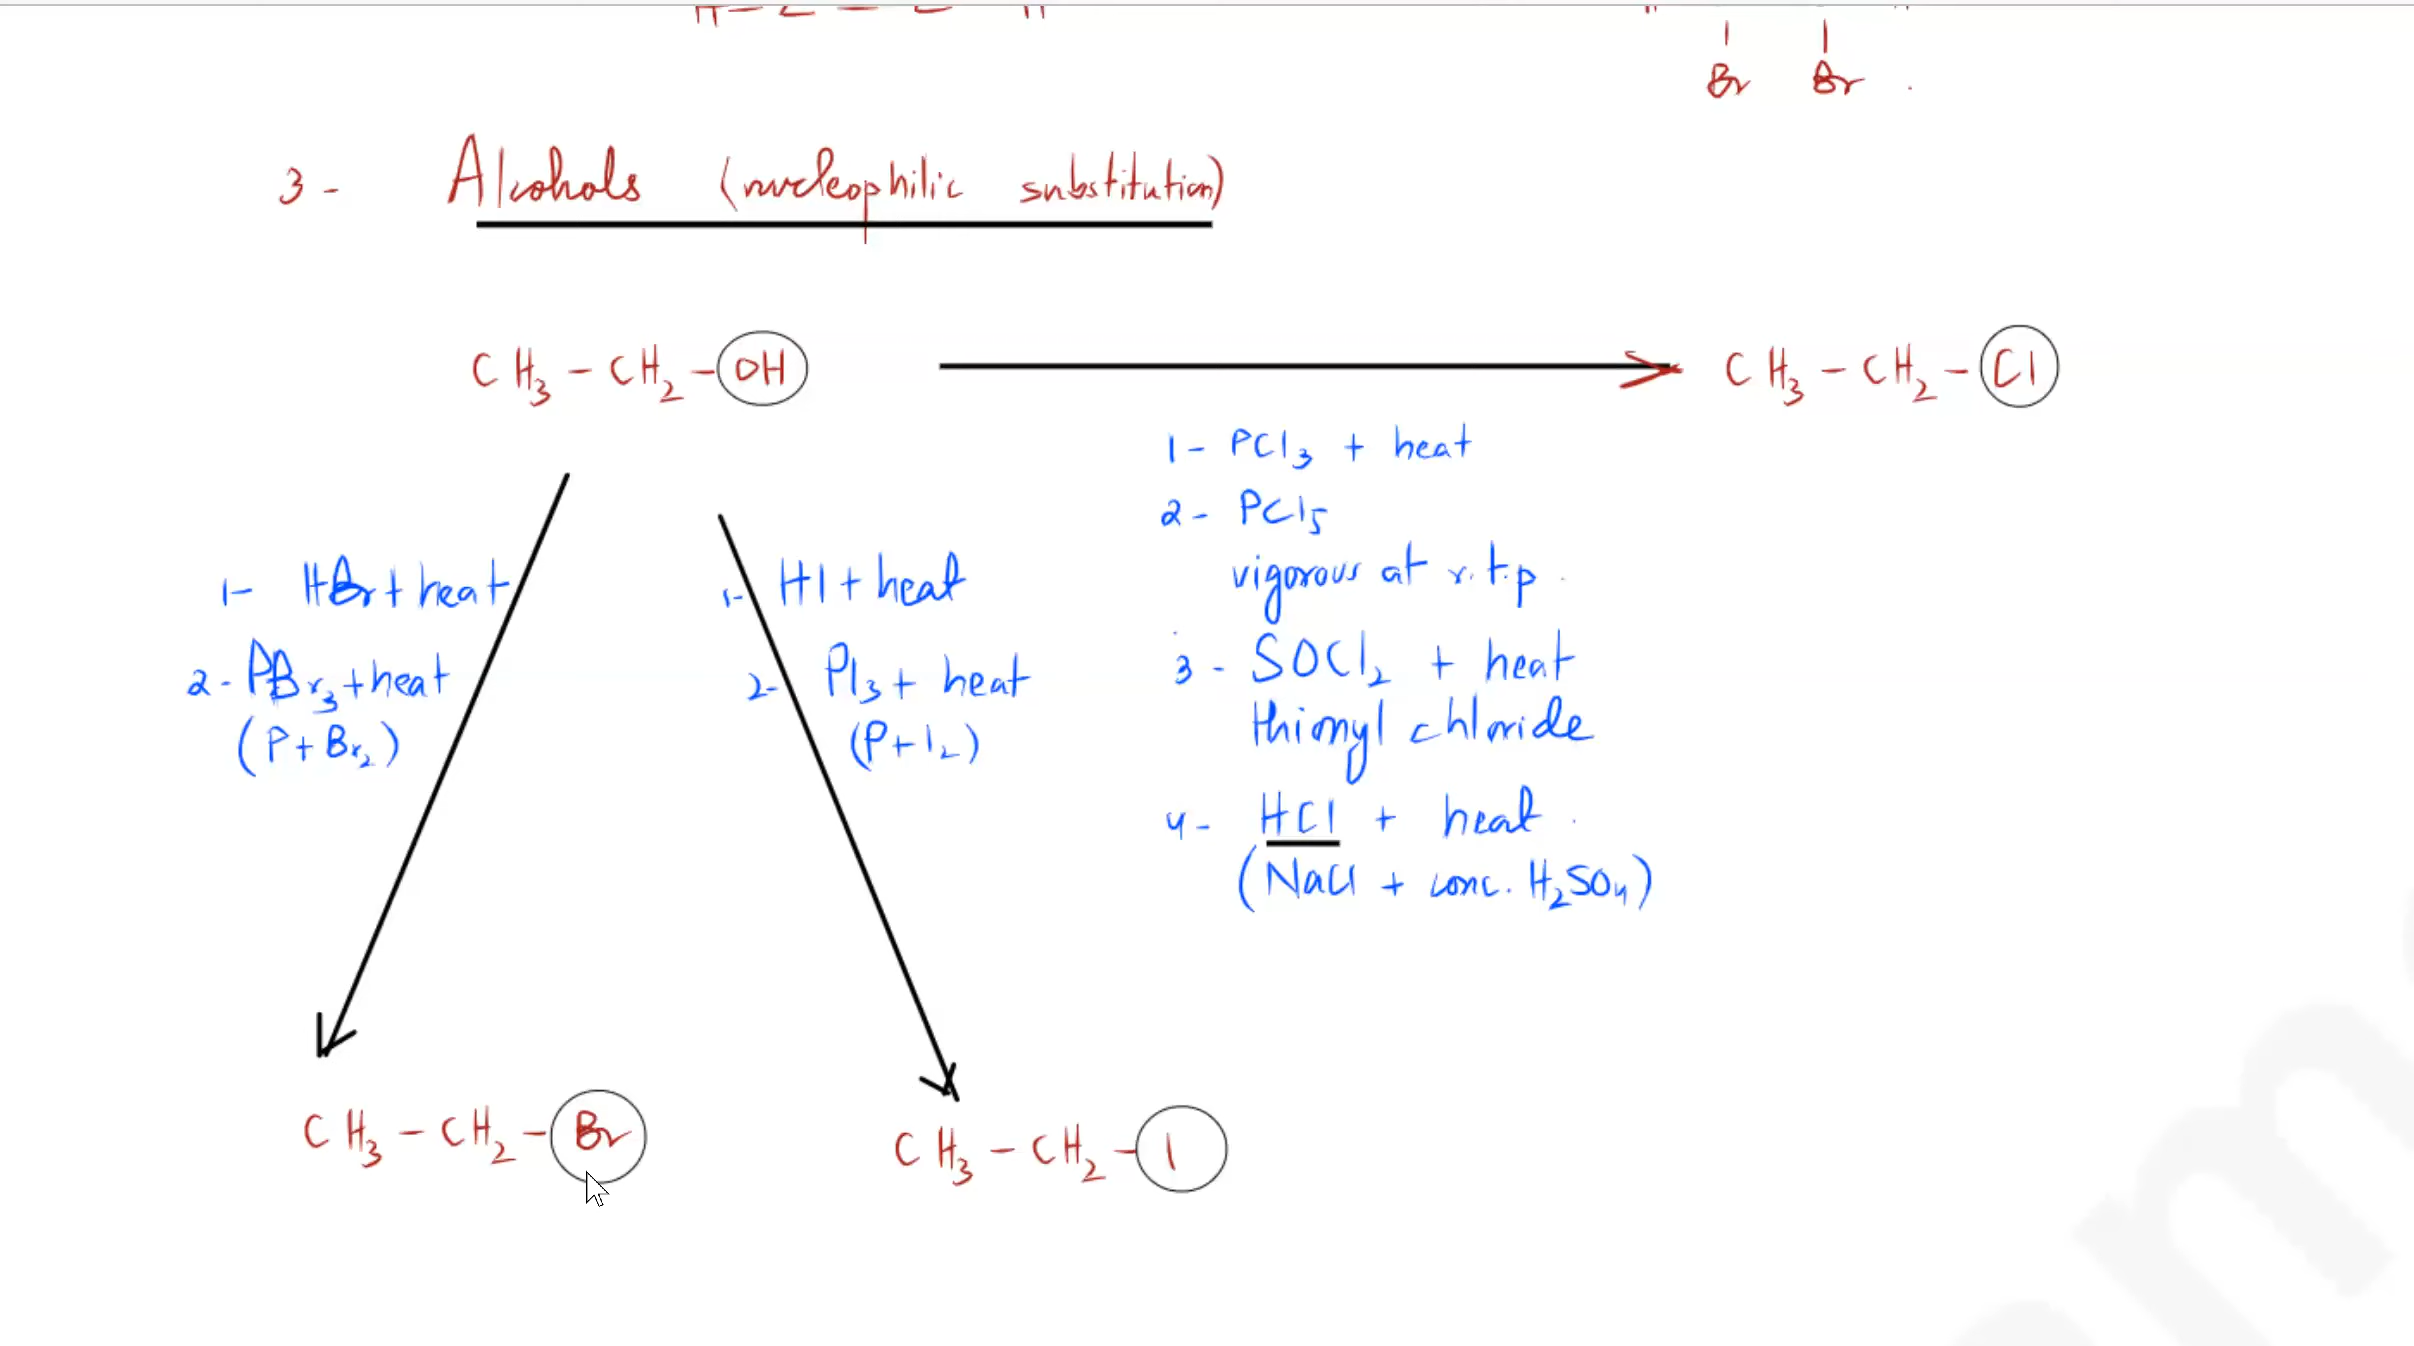 Br Br
3 - Alcohols (nucleophilic substitution)
CH₃ - CH₂ - OH CH₃ - CH₂ - Cl
1 - PCl₃ + heat
2 - PCl₅
vigorous at r.t.p.
3 - SOCl₂ + heat
thionyl chloride
4 - HCl + heat
(NaCl + conc. H₂SO₄)
1 - HBr + heat
2 - PBr₃ + heat
(P + Br₂)
1 - HI + heat
2 - PI₃ + heat
(P + I₂)
CH₃ - CH₂ - Br
CH₃ - CH₂ - I